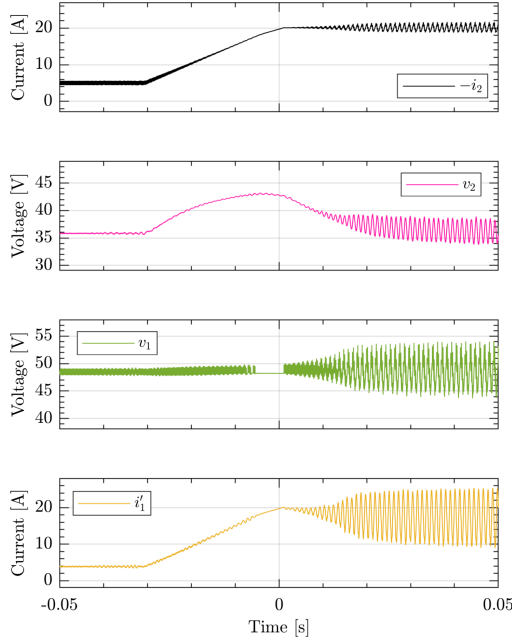 20
10
0
Current [A]
−i₂
45
40
35
30
Voltage [V]
v₂
55
50
45
40
Voltage [V]
v₁
20
10
0
Current [A]
i′₁
-0.05 0 0.05
Time [s]